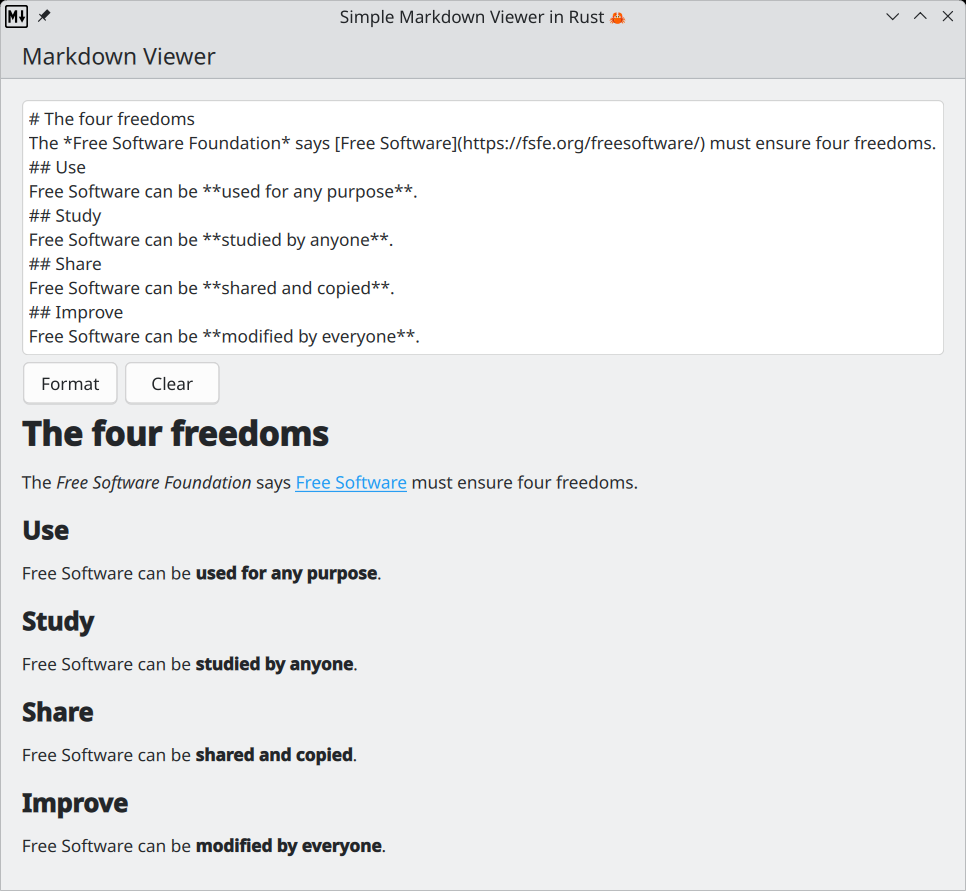 M↓ Simple Markdown Viewer in Rust 🦀
Markdown Viewer
# The four freedoms
The *Free Software Foundation* says [Free Software](https://fsfe.org/freesoftware/) must ensure four freedoms.
## Use
Free Software can be **used for any purpose**.
## Study
Free Software can be **studied by anyone**.
## Share
Free Software can be **shared and copied**.
## Improve
Free Software can be **modified by everyone**.
Format Clear
The four freedoms
The Free Software Foundation says Free Software must ensure four freedoms.
Use
Free Software can be used for any purpose.
Study
Free Software can be studied by anyone.
Share
Free Software can be shared and copied.
Improve
Free Software can be modified by everyone.